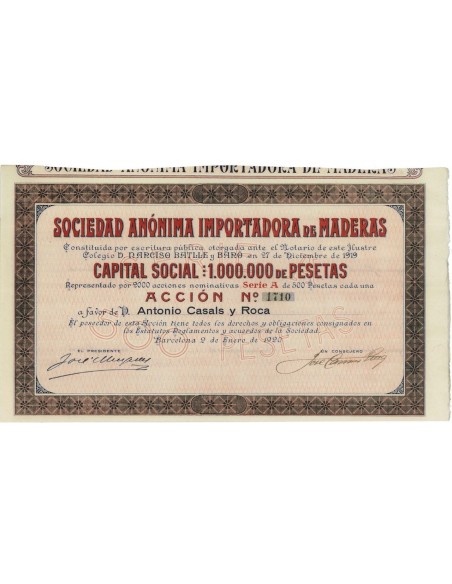 SOCIEDAD ANÓNIMA IMPORTADORA DE MADERAS
SOCIEDAD ANÓNIMA IMPORTADORA DE MADERAS
Constituida por escritura pública otorgada ante el Notario de este Ilustre
Colegio D. NARCISO BATLLE y BARÓ en 27 de Diciembre de 1919
CAPITAL SOCIAL : 1.000.000 DE PESETAS
Representado por 2000 acciones nominativas Serie A de 500 Pesetas cada una
ACCIÓN Nº 1710
a favor de D. Antonio Casals y Roca
500 PESETAS
El poseedor de esta Acción tiene todos los derechos y obligaciones consignados en
los Estatutos Reglamentos y acuerdos de la Sociedad.
Barcelona 2 de Enero de 1925
EL PRESIDENTE
UN CONSEJERO